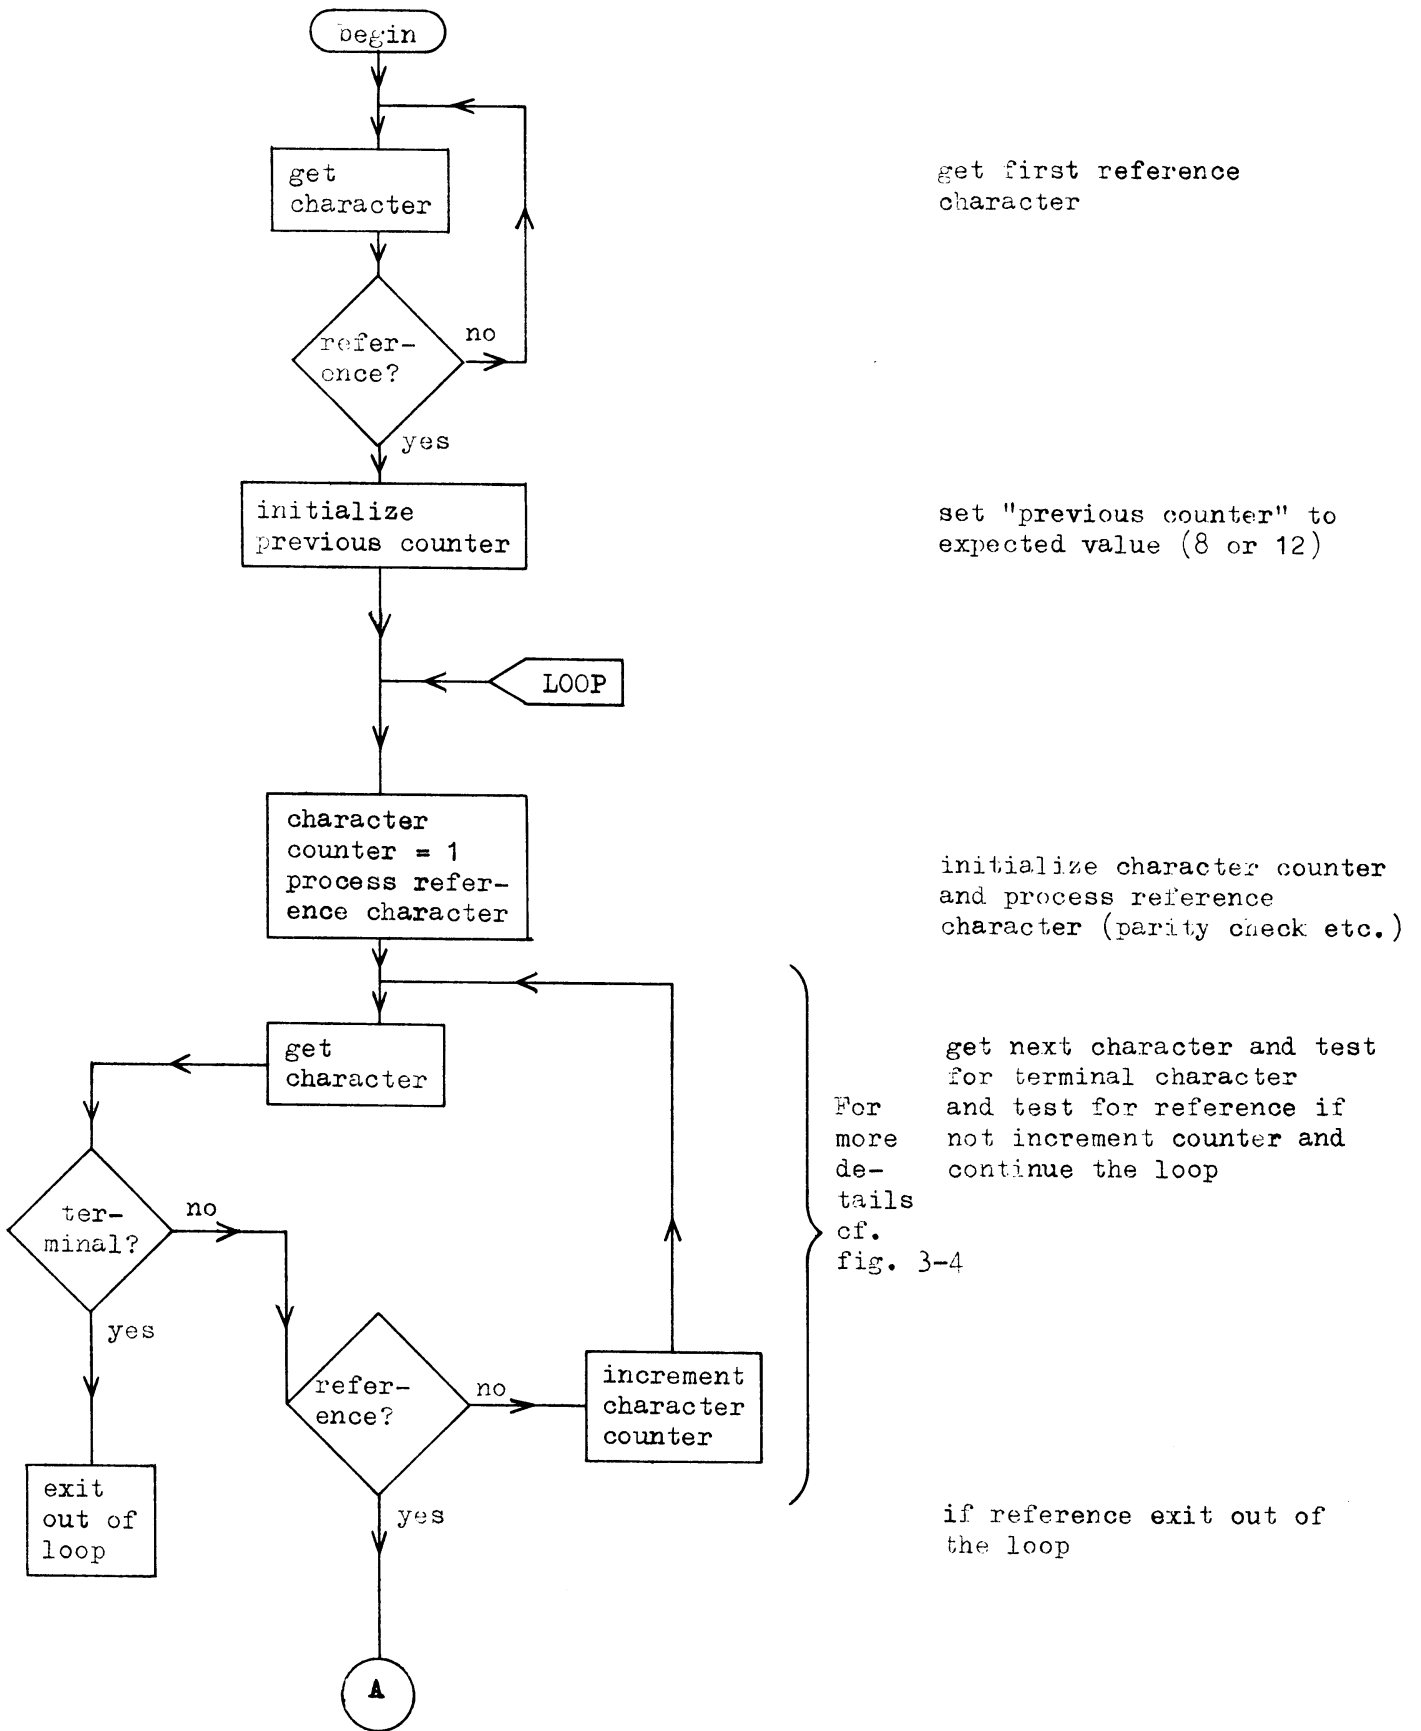 begin
get
character
get first reference
character
refer-
ence?
no
yes
initialize
previous counter
set "previous counter" to
expected value (8 or 12)
LOOP
character
counter = 1
process refer-
ence character
initialize character counter
and process reference
character (parity check etc.)
get
character
get next character and test
for terminal character
and test for reference if
not increment counter and
continue the loop
For
more
de-
tails
cf.
fig. 3-4
ter-
minal?
no
yes
refer-
ence?
no
increment
character
counter
exit
out of
loop
yes
if reference exit out of
the loop
A